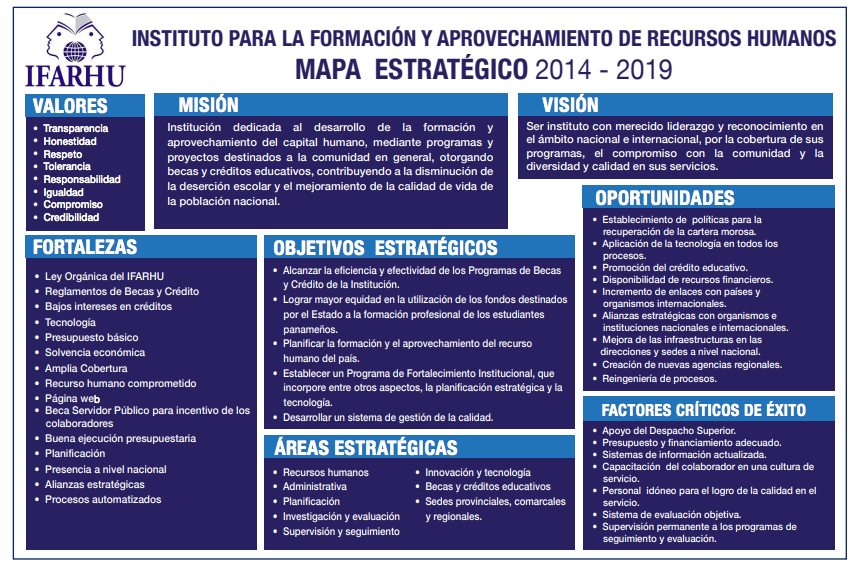 IFARHU
INSTITUTO PARA LA FORMACIÓN Y APROVECHAMIENTO DE RECURSOS HUMANOS
MAPA ESTRATÉGICO 2014 - 2019
VALORES
• Transparencia
• Honestidad
• Respeto
• Tolerancia
• Responsabilidad
• Igualdad
• Compromiso
• Credibilidad
MISIÓN
Institución dedicada al desarrollo de la formación y
aprovechamiento del capital humano, mediante programas y
proyectos destinados a la comunidad en general, otorgando
becas y créditos educativos, contribuyendo a la disminución de
la deserción escolar y el mejoramiento de la calidad de vida de
la población nacional.
VISIÓN
Ser instituto con merecido liderazgo y reconocimiento en
el ámbito nacional e internacional, por la cobertura de sus
programas, el compromiso con la comunidad y la
diversidad y calidad en sus servicios.
FORTALEZAS
• Ley Orgánica del IFARHU
• Reglamentos de Becas y Crédito
• Bajos intereses en créditos
• Tecnología
• Presupuesto básico
• Solvencia económica
• Amplia Cobertura
• Recurso humano comprometido
• Página web
• Beca Servidor Público para incentivo de los
colaboradores
• Buena ejecución presupuestaria
• Planificación
• Presencia a nivel nacional
• Alianzas estratégicas
• Procesos automatizados
OBJETIVOS ESTRATÉGICOS
• Alcanzar la eficiencia y efectividad de los Programas de Becas
y Crédito de la Institución.
• Lograr mayor equidad en la utilización de los fondos destinados
por el Estado a la formación profesional de los estudiantes
panameños.
• Planificar la formación y el aprovechamiento del recurso
humano del país.
• Establecer un Programa de Fortalecimiento Institucional, que
incorpore entre otros aspectos, la planificación estratégica y la
tecnología.
• Desarrollar un sistema de gestión de la calidad.
ÁREAS ESTRATÉGICAS
• Recursos humanos
• Administrativa
• Planificación
• Investigación y evaluación
• Supervisión y seguimiento
• Innovación y tecnología
• Becas y créditos educativos
• Sedes provinciales, comarcales
y regionales.
OPORTUNIDADES
• Establecimiento de políticas para la
recuperación de la cartera morosa.
• Aplicación de la tecnología en todos los
procesos.
• Promoción del crédito educativo.
• Disponibilidad de recursos financieros.
• Incremento de enlaces con países y
organismos internacionales.
• Alianzas estratégicas con organismos e
instituciones nacionales e internacionales.
• Mejora de las infraestructuras en las
direcciones y sedes a nivel nacional.
• Creación de nuevas agencias regionales.
• Reingeniería de procesos.
FACTORES CRÍTICOS DE ÉXITO
• Apoyo del Despacho Superior.
• Presupuesto y financiamiento adecuado.
• Sistemas de información actualizada.
• Capacitación del colaborador en una cultura de
servicio.
• Personal idóneo para el logro de la calidad en el
servicio.
• Sistema de evaluación objetiva.
• Supervisión permanente a los programas de
seguimiento y evaluación.